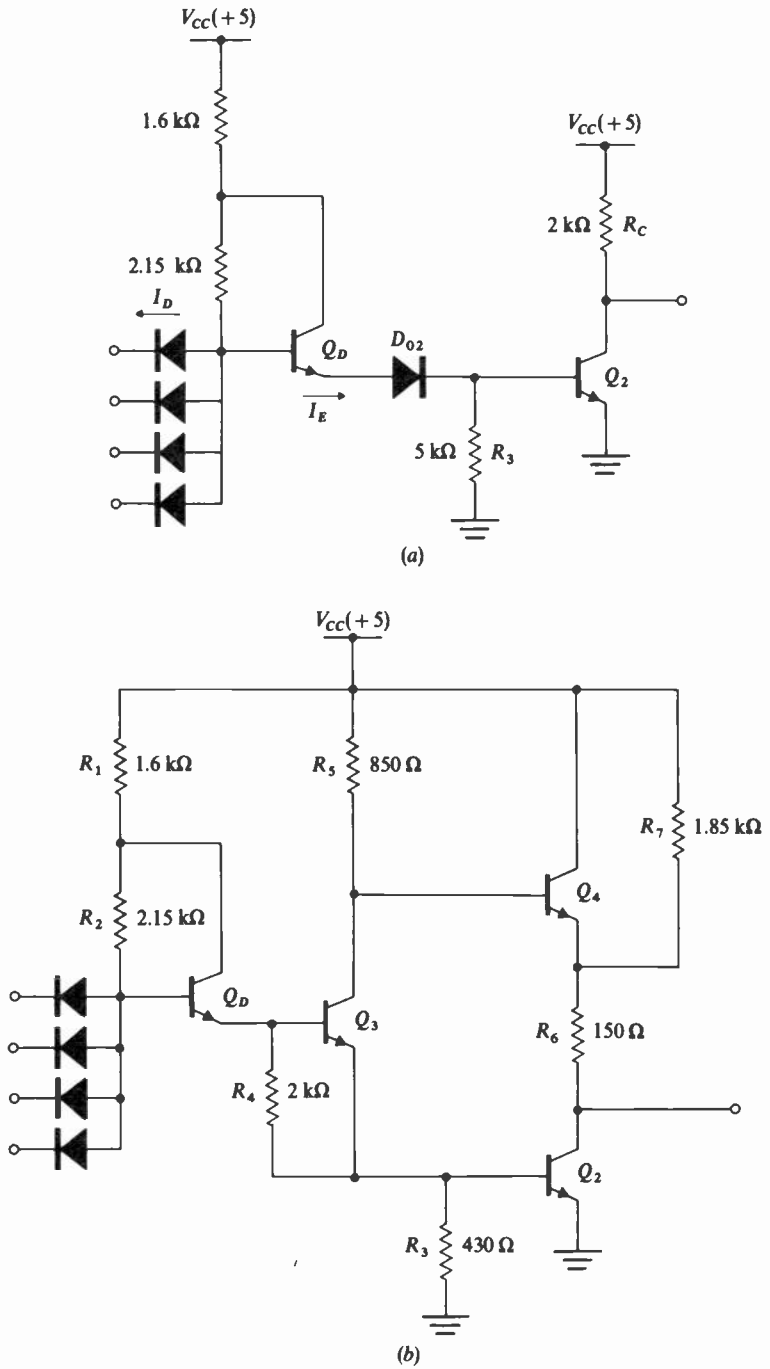 V_CC(+5)
1.6 kΩ
V_CC(+5)
2 kΩ R_C
2.15 kΩ
I_D
Q_D
D_02
Q_2
I_E
5 kΩ R_3
(a)
V_CC(+5)
R_1 1.6 kΩ
R_5 850 Ω
R_7 1.85 kΩ
Q_4
R_2 2.15 kΩ
Q_D
Q_3
R_6 150 Ω
R_4 2 kΩ
Q_2
R_3 430 Ω
(b)